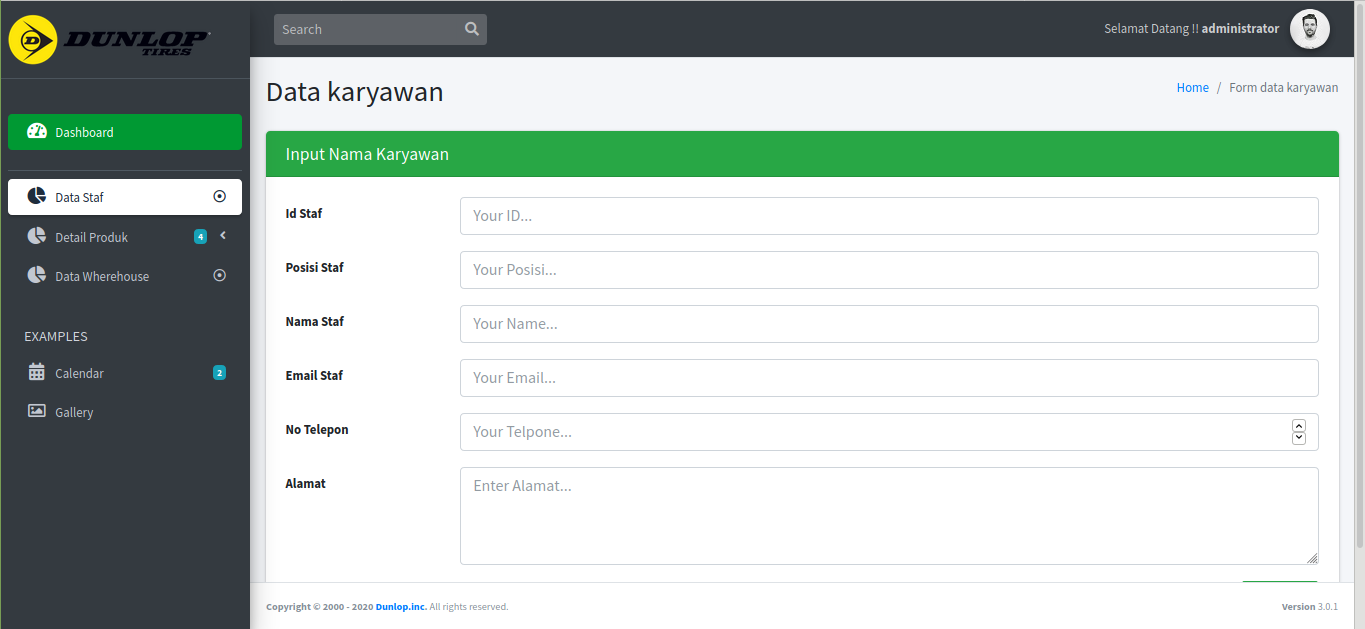 DUNLOP
TIRES
Search
Selamat Datang !! administrator
Data karyawan
Home / Form data karyawan
Dashboard
Data Staf
Detail Produk 4
Data Wherehouse
EXAMPLES
Calendar 2
Gallery
Input Nama Karyawan
Id Staf
Your ID...
Posisi Staf
Your Posisi...
Nama Staf
Your Name...
Email Staf
Your Email...
No Telepon
Your Telpone...
Alamat
Enter Alamat...
Copyright © 2000 - 2020 Dunlop.inc. All rights reserved.
Version 3.0.1